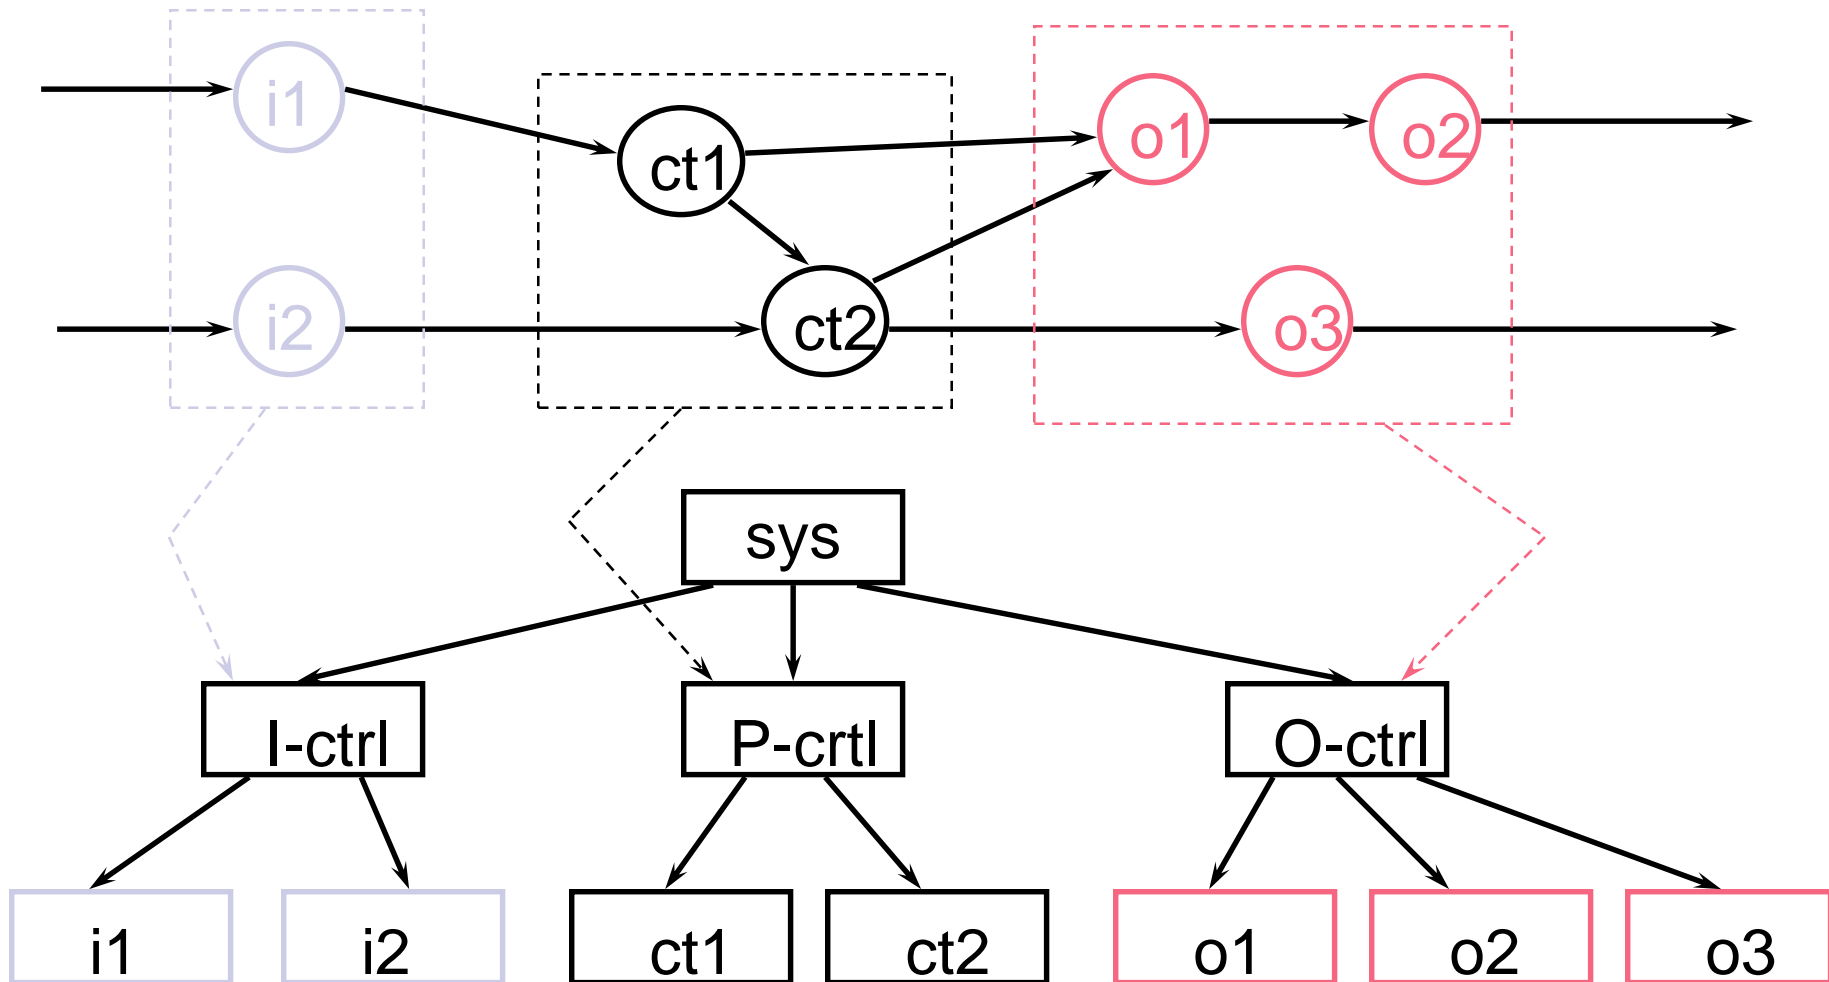 i1
ct1
o1
o2
i2
ct2
o3
sys
I-ctrl
P-crtl
O-ctrl
i1
i2
ct1
ct2
o1
o2
o3